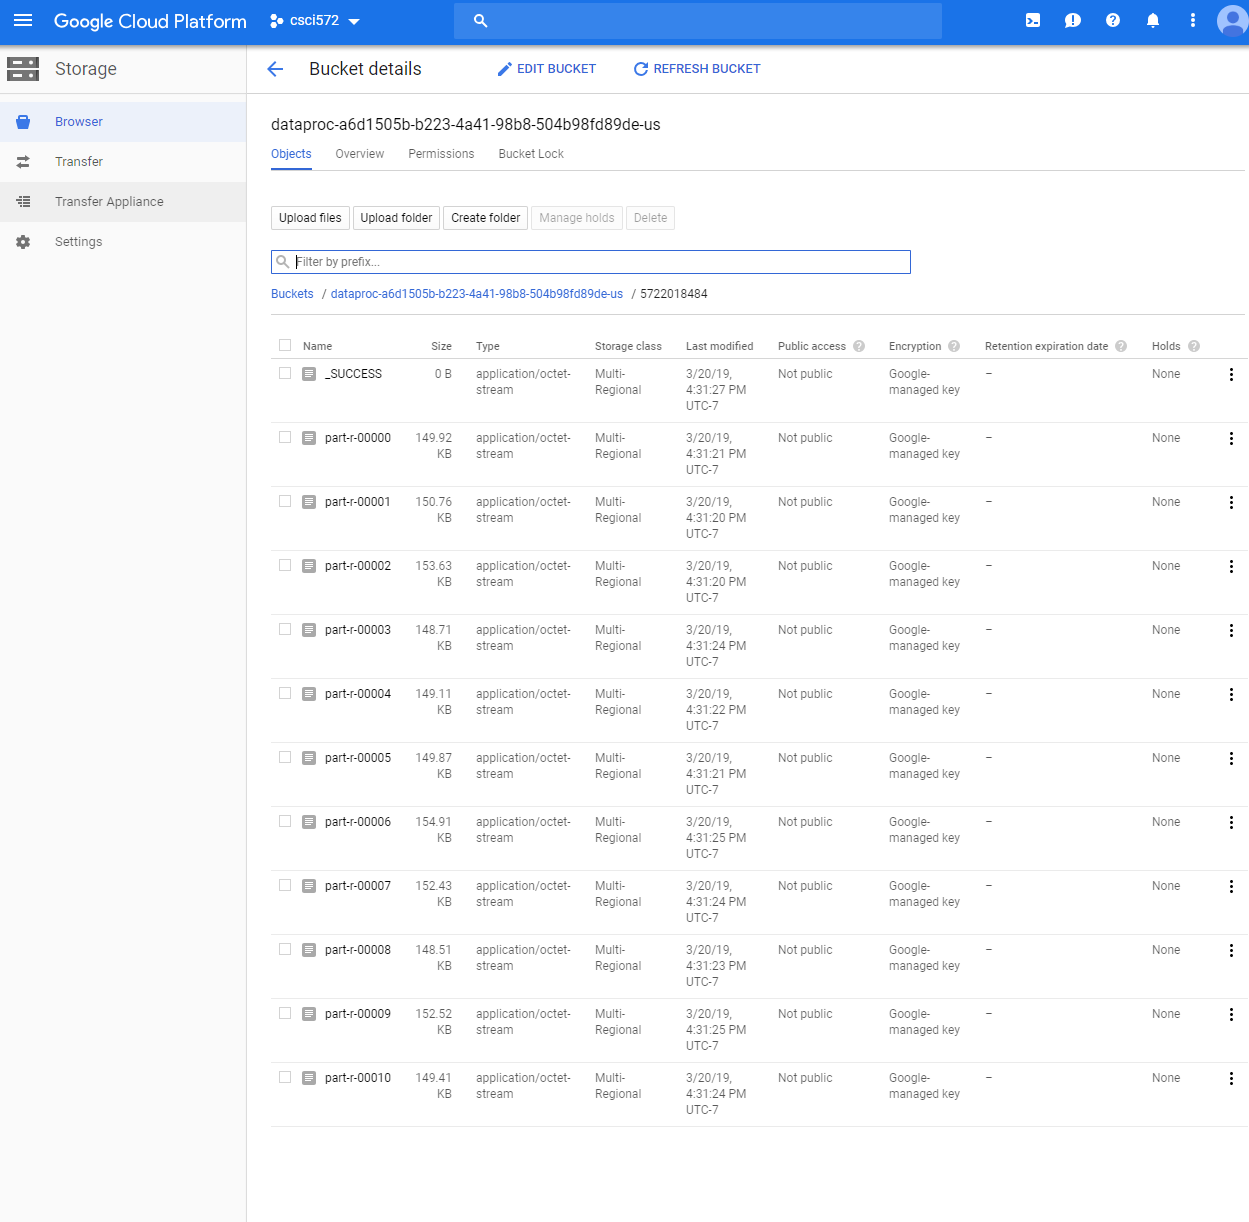 Google Cloud Platform csci572
Storage Bucket details EDIT BUCKET REFRESH BUCKET
Browser
Transfer
Transfer Appliance
Settings
dataproc-a6d1505b-b223-4a41-98b8-504b98fd89de-us
Objects Overview Permissions Bucket Lock
Upload files Upload folder Create folder Manage holds Delete
Filter by prefix...
Buckets / dataproc-a6d1505b-b223-4a41-98b8-504b98fd89de-us / 5722018484
Name Size Type Storage class Last modified Public access ? Encryption ? Retention expiration date ? Holds ?
_SUCCESS 0 B application/octet- Multi- 3/20/19, Not public Google- – None
stream Regional 4:31:27 PM managed key
UTC-7
part-r-00000 149.92 application/octet- Multi- 3/20/19, Not public Google- – None
KB stream Regional 4:31:21 PM managed key
UTC-7
part-r-00001 150.76 application/octet- Multi- 3/20/19, Not public Google- – None
KB stream Regional 4:31:20 PM managed key
UTC-7
part-r-00002 153.63 application/octet- Multi- 3/20/19, Not public Google- – None
KB stream Regional 4:31:20 PM managed key
UTC-7
part-r-00003 148.71 application/octet- Multi- 3/20/19, Not public Google- – None
KB stream Regional 4:31:24 PM managed key
UTC-7
part-r-00004 149.11 application/octet- Multi- 3/20/19, Not public Google- – None
KB stream Regional 4:31:22 PM managed key
UTC-7
part-r-00005 149.87 application/octet- Multi- 3/20/19, Not public Google- – None
KB stream Regional 4:31:21 PM managed key
UTC-7
part-r-00006 154.91 application/octet- Multi- 3/20/19, Not public Google- – None
KB stream Regional 4:31:25 PM managed key
UTC-7
part-r-00007 152.43 application/octet- Multi- 3/20/19, Not public Google- – None
KB stream Regional 4:31:24 PM managed key
UTC-7
part-r-00008 148.51 application/octet- Multi- 3/20/19, Not public Google- – None
KB stream Regional 4:31:23 PM managed key
UTC-7
part-r-00009 152.52 application/octet- Multi- 3/20/19, Not public Google- – None
KB stream Regional 4:31:25 PM managed key
UTC-7
part-r-00010 149.41 application/octet- Multi- 3/20/19, Not public Google- – None
KB stream Regional 4:31:24 PM managed key
UTC-7